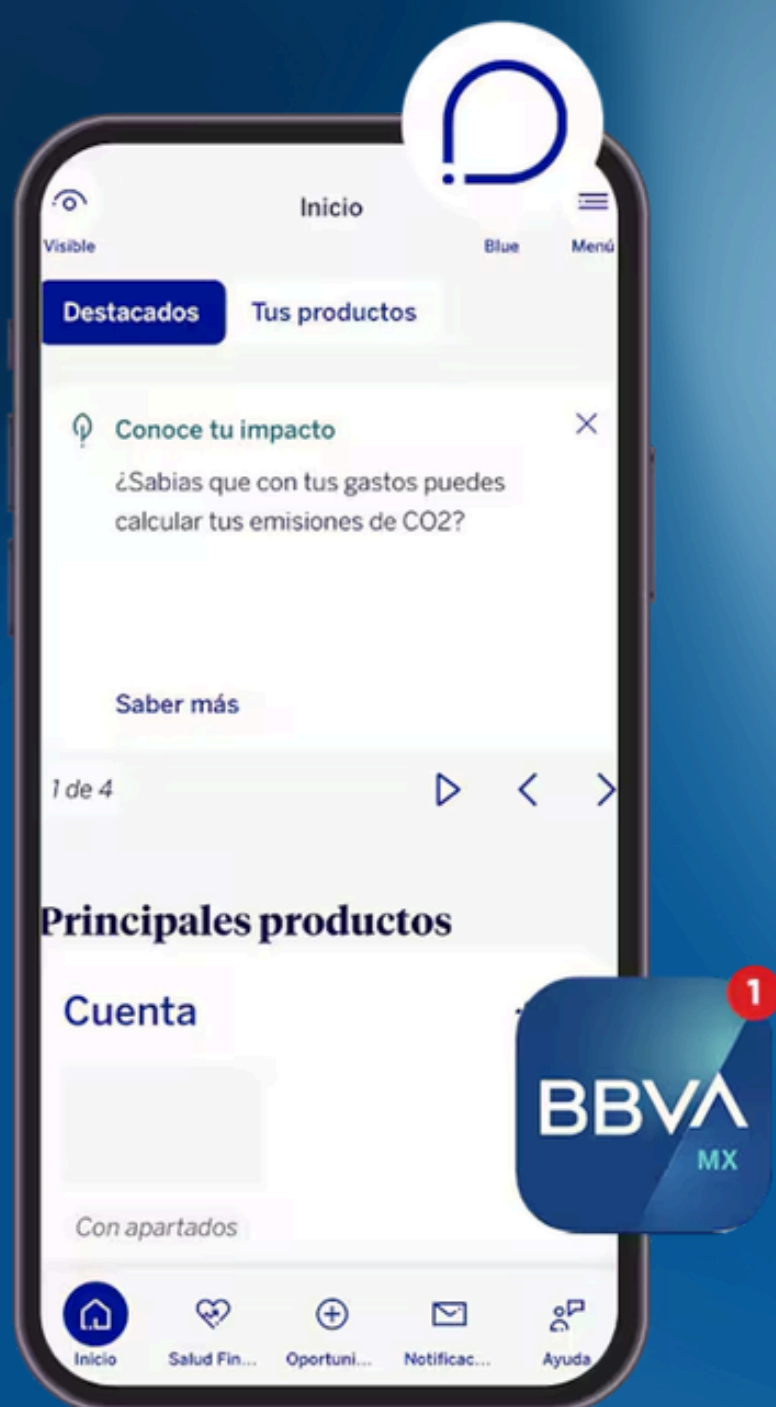 Inicio
Visible
Blue
Menú
Destacados
Tus productos
Conoce tu impacto
¿Sabias que con tus gastos puedes
calcular tus emisiones de CO2?
Saber más
1 de 4
Principales productos
Cuenta
1
BBVA
MX
Con apartados
Inicio
Salud Fin...
Oportuni...
Notificac...
Ayuda